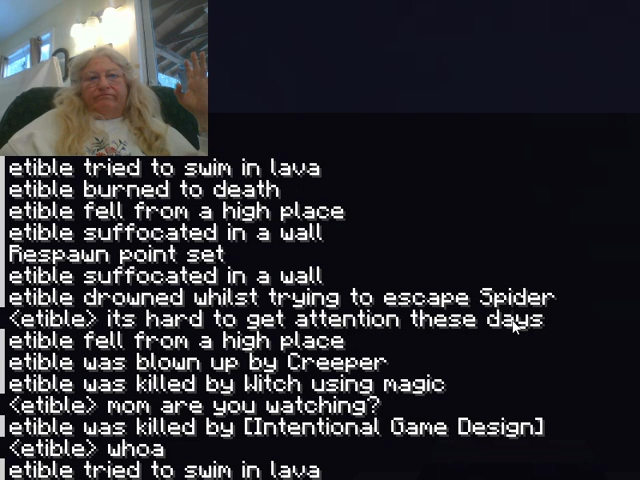 etible tried to swim in lava
etible burned to death
etible fell from a high place
etible suffocated in a wall
Respawn point set
etible suffocated in a wall
etible drowned whilst trying to escape Spider
<etible> its hard to get attention these days
etible fell from a high place
etible was blown up by Creeper
etible was killed by Witch using magic
<etible> mom are you watching?
etible was killed by [Intentional Game Design]
<etible> whoa
etible tried to swim in lava